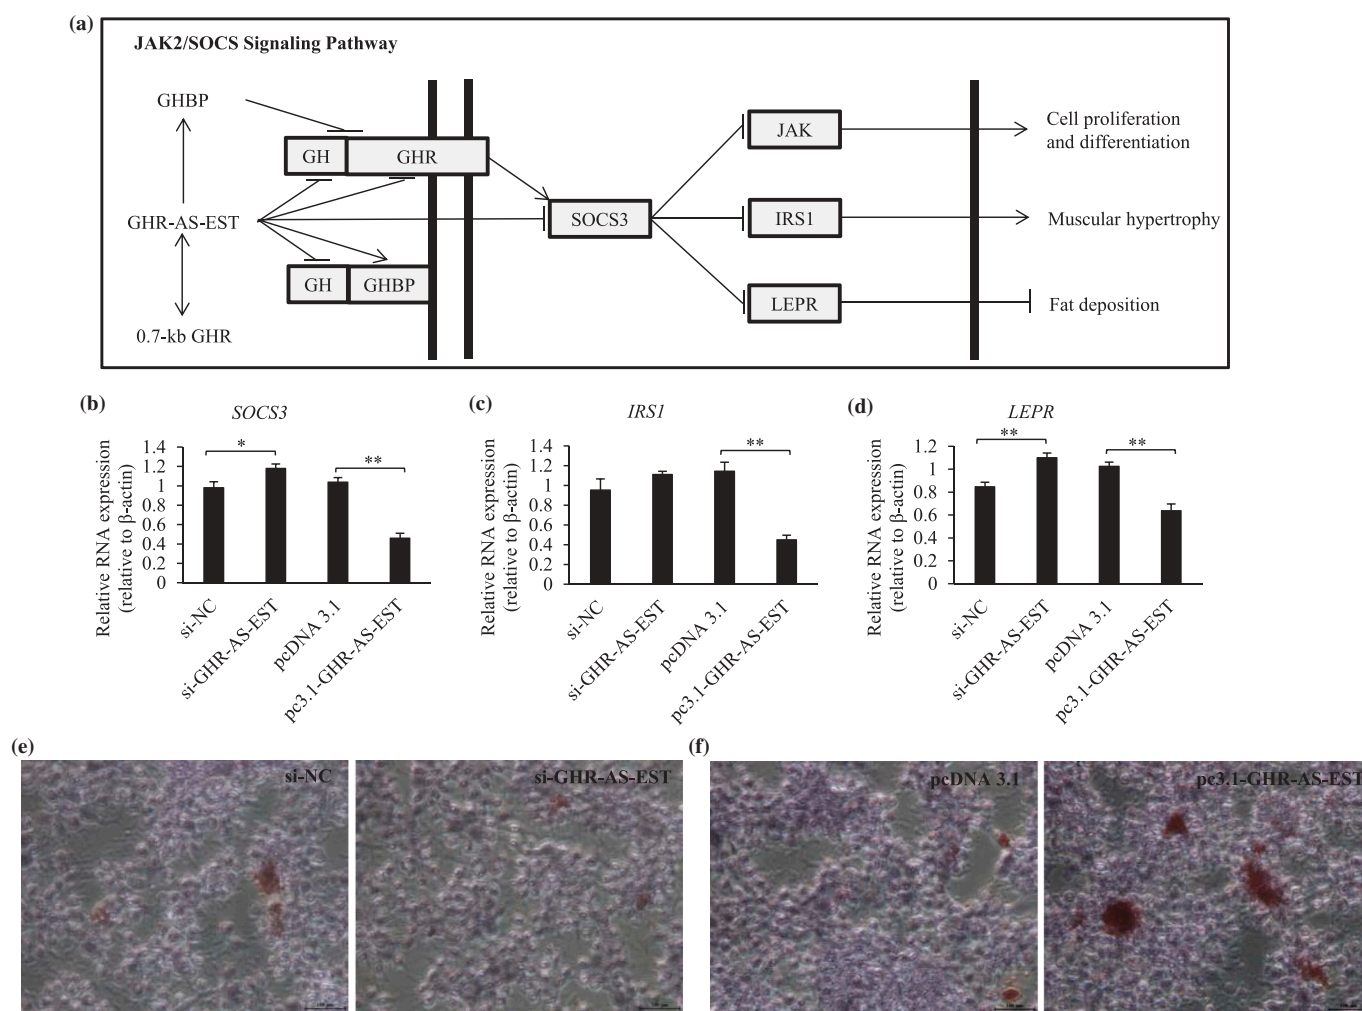 (a)
JAK2/SOCS Signaling Pathway
GHBP
GH GHR
GHR-AS-EST
GH GHBP
0.7-kb GHR
SOCS3
JAK
IRS1
LEPR
Cell proliferation
and differentiation
Muscular hypertrophy
Fat deposition
(b)
SOCS3
Relative RNA expression
(relative to β-actin)
1.4
1.2
1
0.8
0.6
0.4
0.2
0
*
**
si-NC
si-GHR-AS-EST
pcDNA 3.1
pc3.1-GHR-AS-EST
(c)
IRS1
Relative RNA expression
(relative to β-actin)
1.4
1.2
1
0.8
0.6
0.4
0.2
0
**
si-NC
si-GHR-AS-EST
pcDNA 3.1
pc3.1-GHR-AS-EST
(d)
LEPR
Relative RNA expression
(relative to β-actin)
1.2
1
0.8
0.6
0.4
0.2
0
**
**
si-NC
si-GHR-AS-EST
pcDNA 3.1
pc3.1-GHR-AS-EST
(e)
si-NC
si-GHR-AS-EST
(f)
pcDNA 3.1
pc3.1-GHR-AS-EST